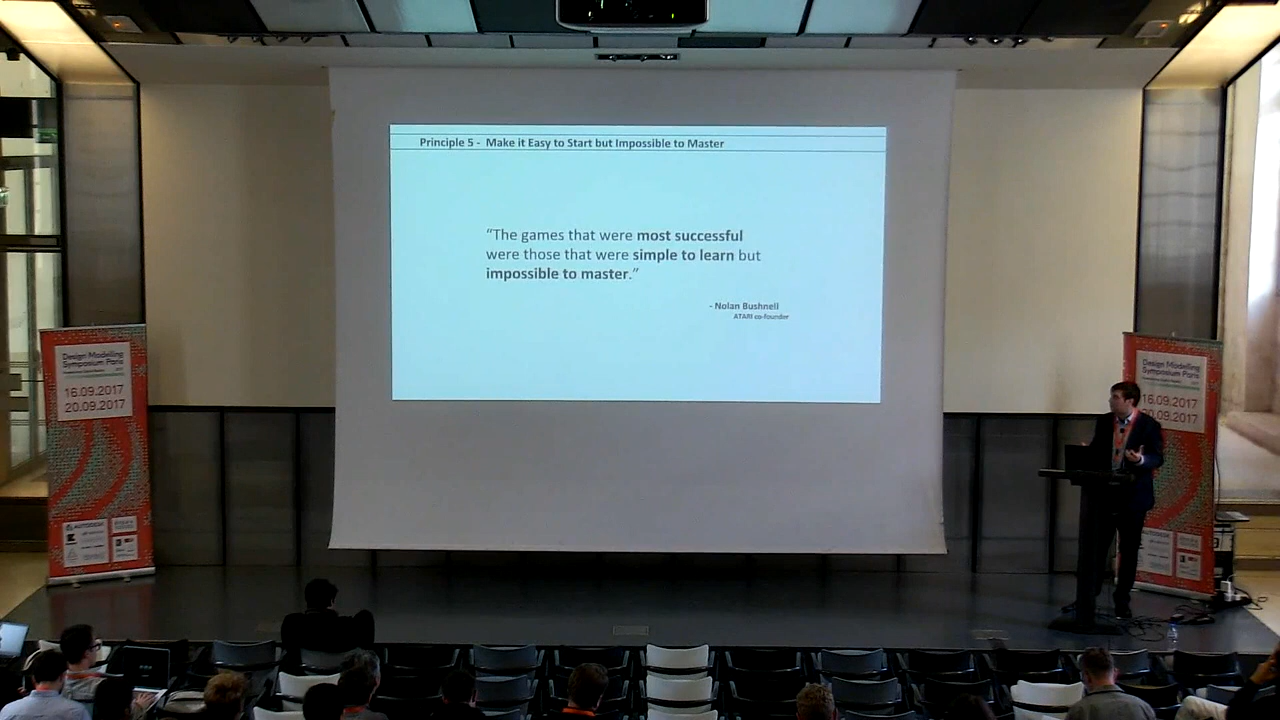 Principle 5 - Make it Easy to Start but Impossible to Master
“The games that were most successful
were those that were simple to learn but
impossible to master.”
- Nolan Bushnell
ATARI co-founder
Design Modelling
Symposium Paris
16.09.2017
20.09.2017
AUTODESK
Design Modelling
Symposium Paris
16.09.2017
20.09.2017